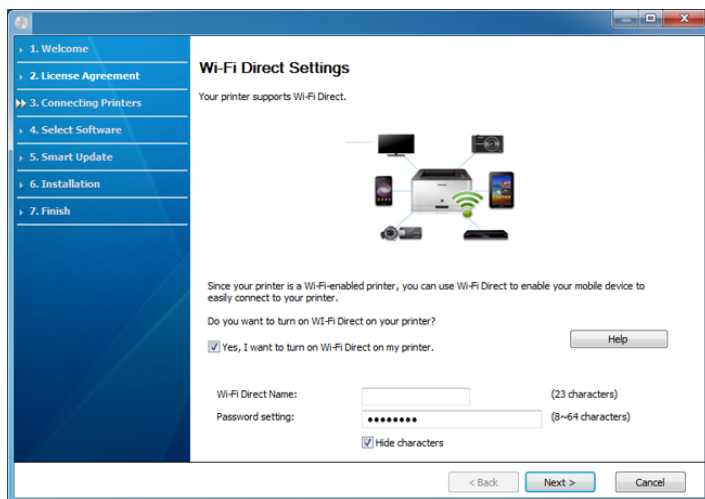 1. Welcome
2. License Agreement
3. Connecting Printers
4. Select Software
5. Smart Update
6. Installation
7. Finish
Wi-Fi Direct Settings
Your printer supports Wi-Fi Direct.
Since your printer is a Wi-Fi-enabled printer, you can use Wi-Fi Direct to enable your mobile device to
easily connect to your printer.
Do you want to turn on WI-Fi Direct on your printer?
Help
Yes, I want to turn on Wi-Fi Direct on my printer.
Wi-Fi Direct Name: (23 characters)
Password setting: ●●●●●●●● (8~64 characters)
Hide characters
< Back Next > Cancel